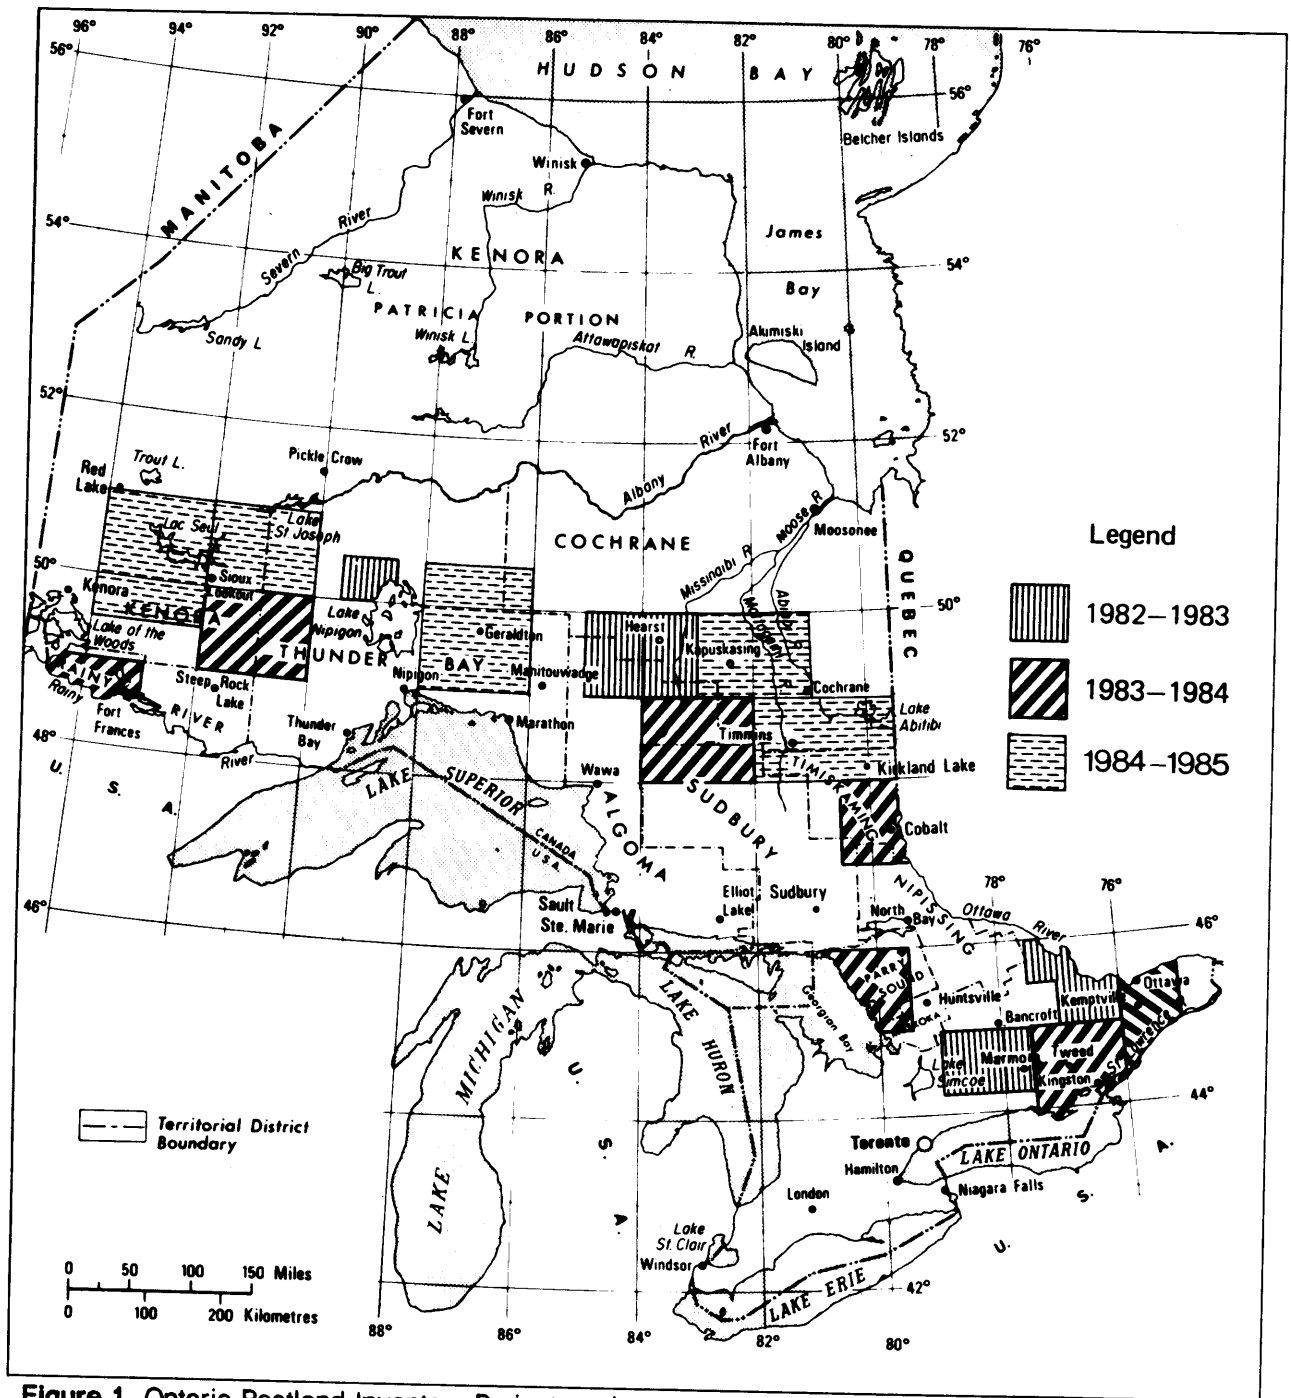 96° 94° 92° 90° 88° 86° 84° 82° 80° 78° 76°
56°
HUDSON BAY
56°
Belcher Islands
Fort
Severn
MANITOBA
Winisk
Winisk R.
54°
Severn River
KENORA
James
Bay
54°
Big Trout
L.
PATRICIA PORTION
Winisk L.
Attawapiskat R.
Akimiski
Island
Sandy L
52°
52°
Albany River
Fort
Albany
Pickle Crow
Trout L.
Red
Lake
Lac Seul
Lake
St Joseph
Moose R
Moosonee
COCHRANE
QUEBEC
Missinaibi R
Abitibi R.
Legend
1982–1983
1983–1984
1984–1985
50°
50°
Sioux
Lookout
Kenora
KENORA
Lake of the
Woods
Lake
Nipigon
Geraldton
Hearst
Kapuskasing
THUNDER BAY
Manitouwadge
Nipigon
Cochrane
RAINY
RIVER
Rainy
River
Steep Rock
Lake
Fort
Frances
Thunder
Bay
Marathon
Lake
Abitibi
Timmins
48°
U. S. A.
LAKE SUPERIOR
CANADA
U.S.A.
Wawa
Kirkland Lake
TIMISKAMING
ALGOMA
SUDBURY
Cobalt
78° 76°
46°
46°
NIPISSING
Elliot
Lake
Sudbury
North
Bay
Ottawa River
Sault
Ste. Marie
PARRY
SOUND
Huntsville
Kemptville
Ottawa
Bancroft
Georgian Bay
LAKE HURON
LAKE MICHIGAN
U. S. A.
Lake
Simcoe
Marmora
Tweed
Kingston
St. Lawrence
44°
Territorial District
Boundary
Toronto
Hamilton
LAKE ONTARIO
Niagara Falls
U. S. A.
London
Lake
St. Clair
Windsor
LAKE ERIE
42°
0 50 100 150 Miles
0 100 200 Kilometres
88° 86° 84° 82° 80°